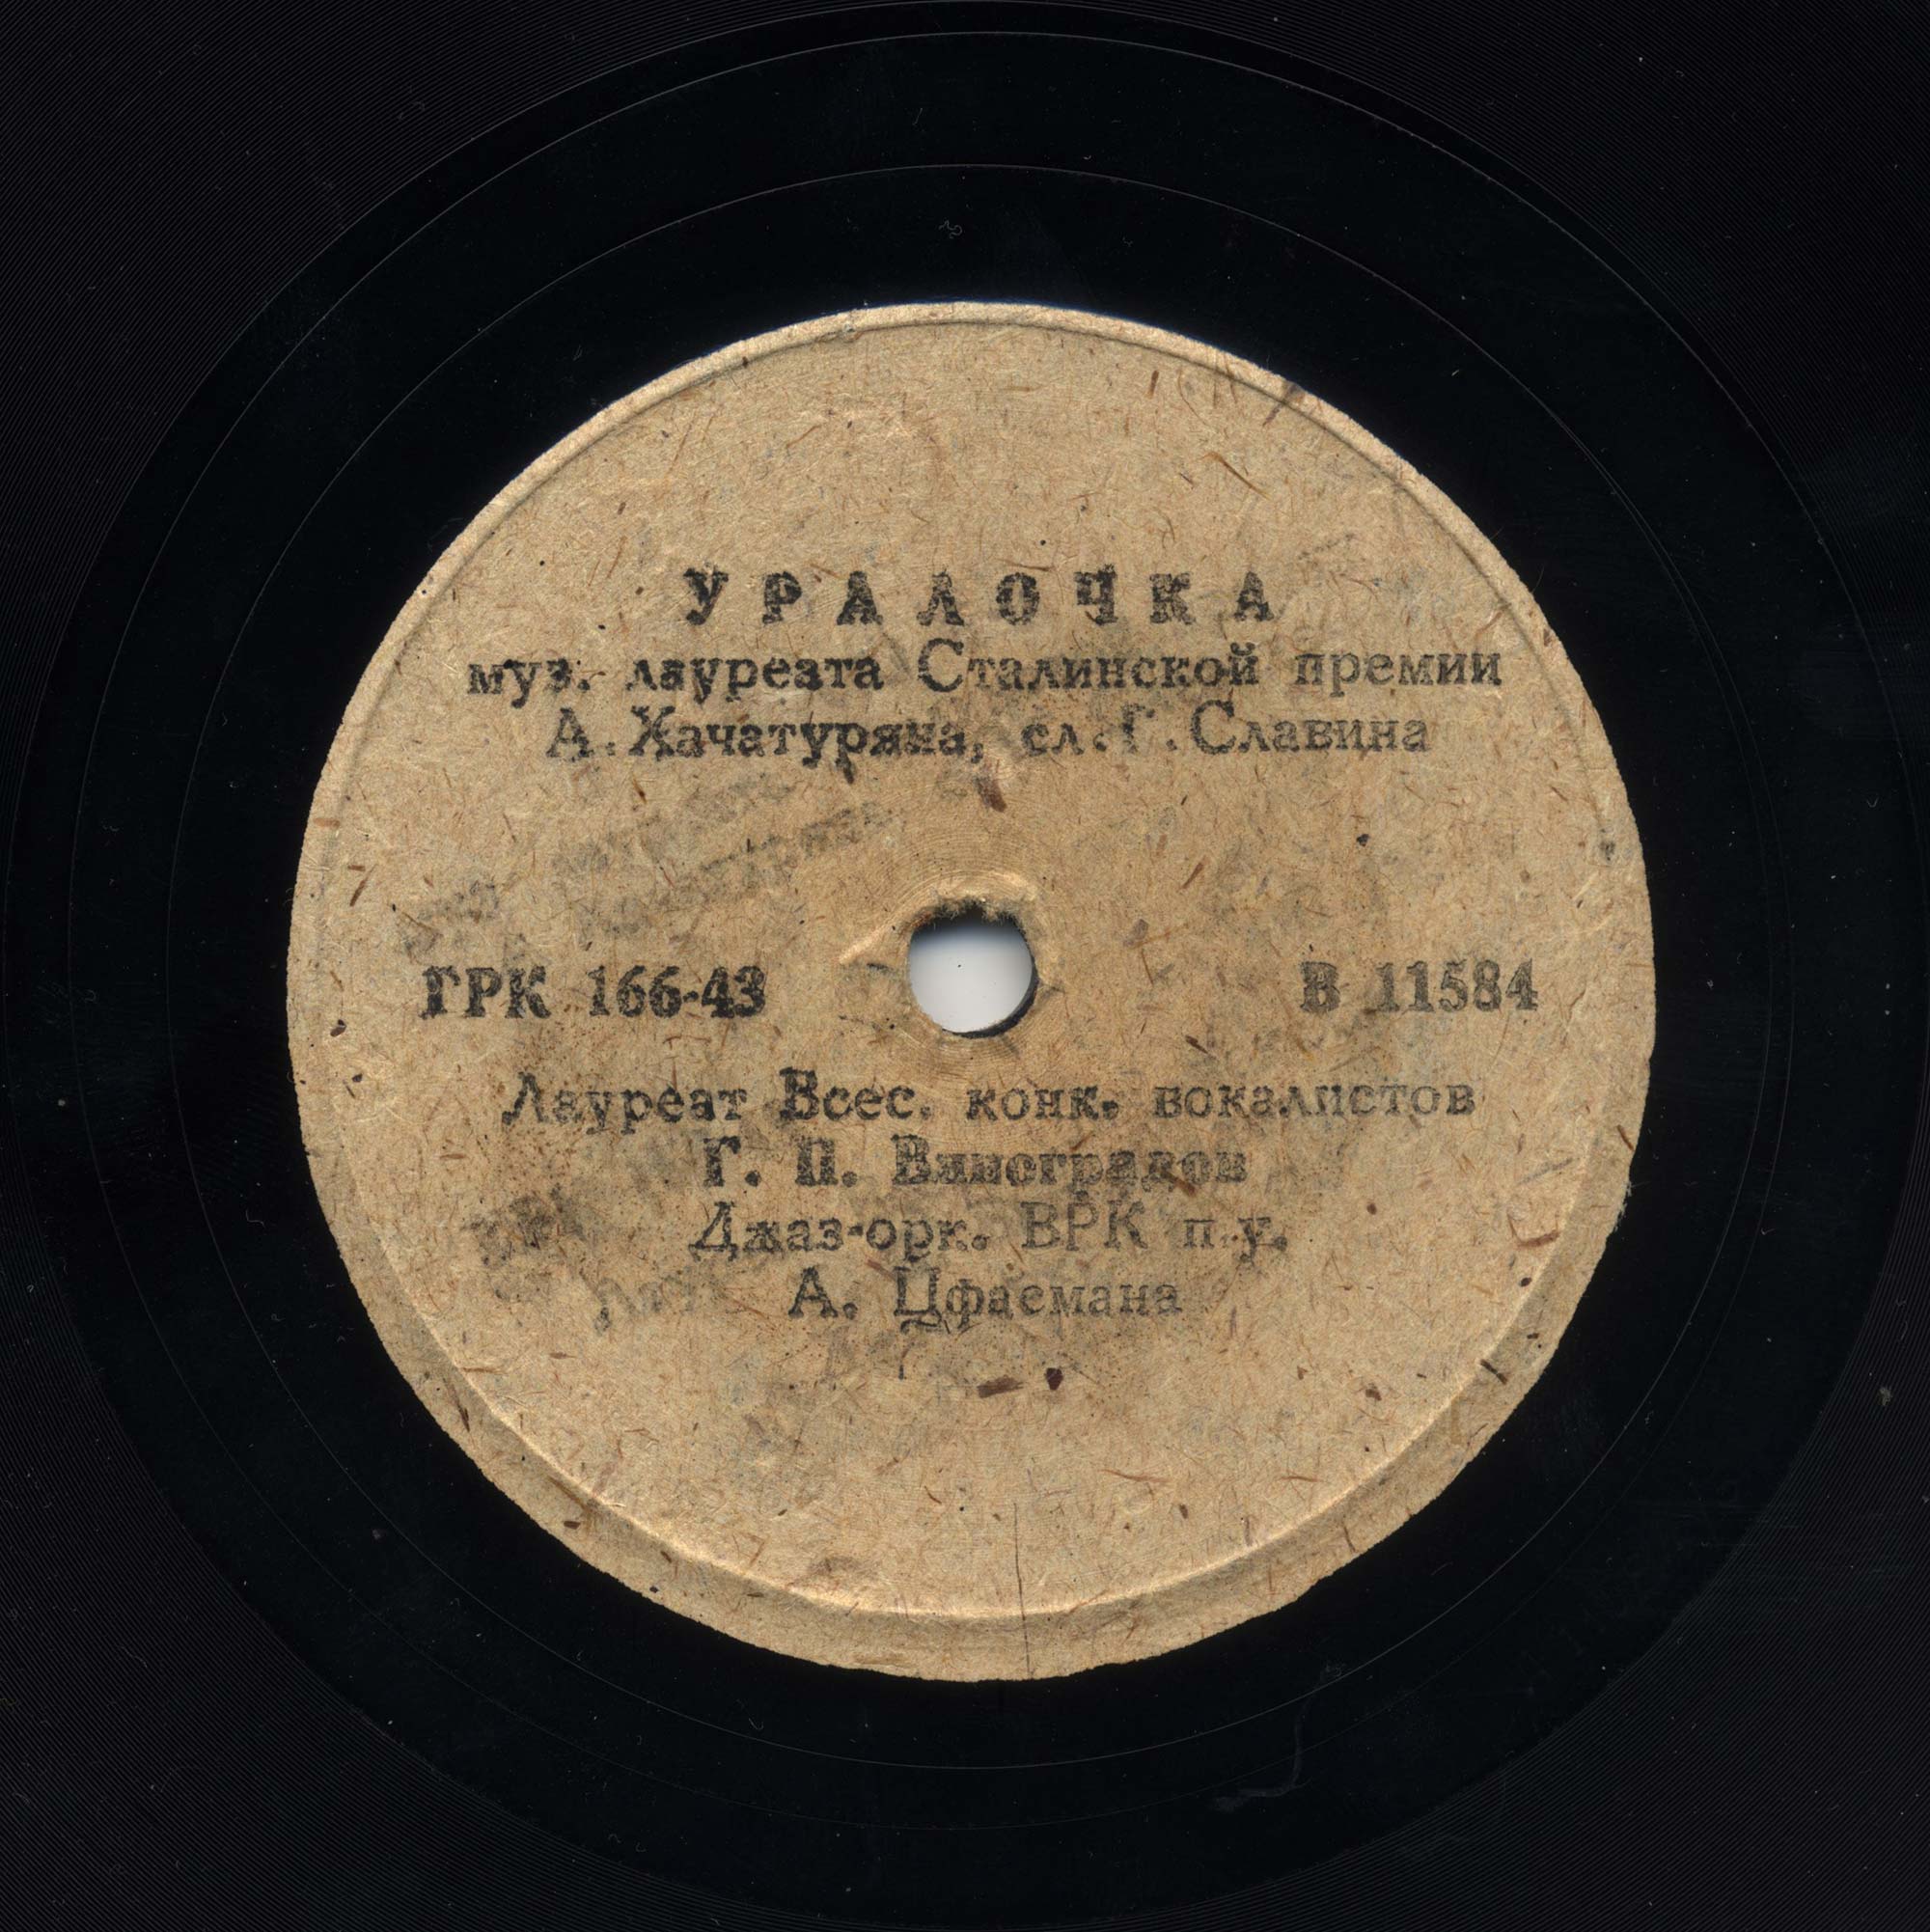 УРАЛОЧКА
муз. лауреата Сталинской премии
А. Хачатуряна, сл. Г. Славина
ГРК 166-43 В 11584
Лауреат Всес. конк. вокалистов
Г. П. Виноградов
Джаз-орк. ВРК п.у.
А. Цфасмана